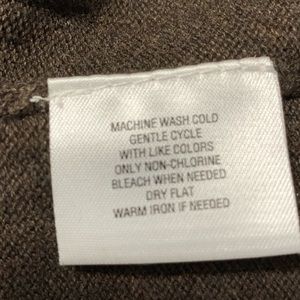 MACHINE WASH COLD
GENTLE CYCLE
WITH LIKE COLORS
ONLY NON-CHLORINE
BLEACH WHEN NEEDED
DRY FLAT
WARM IRON IF NEEDED